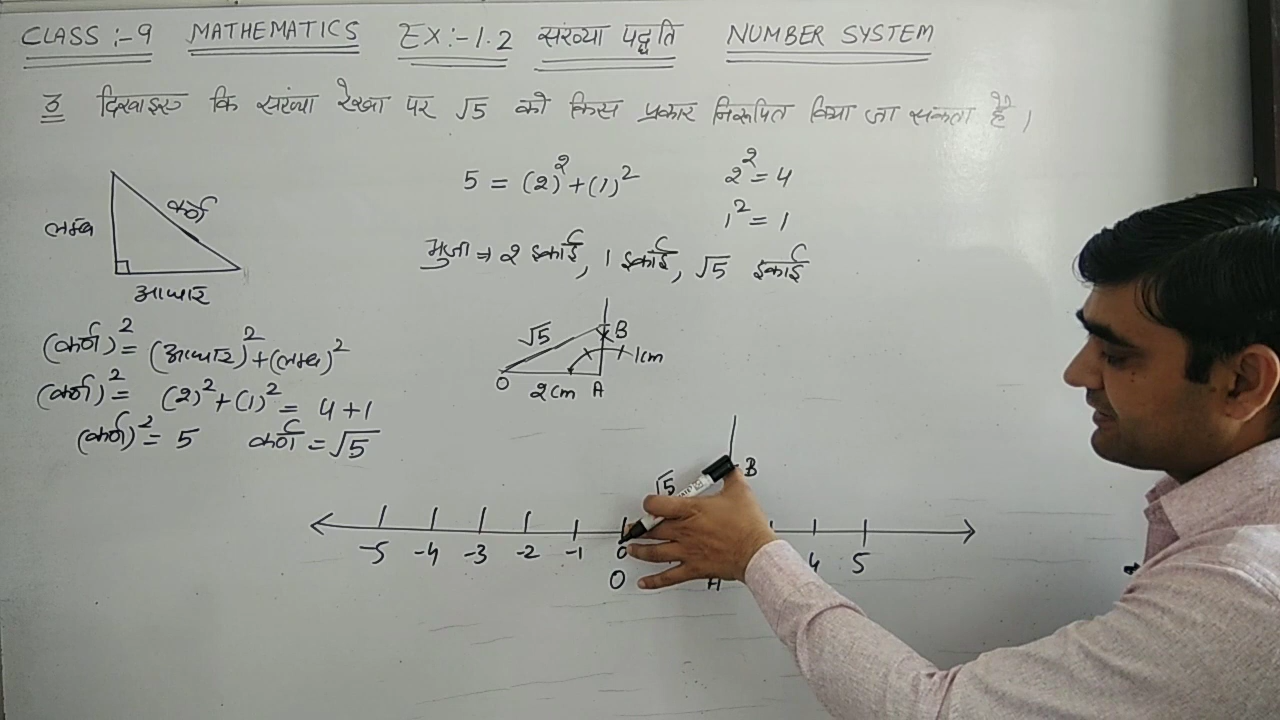 CLASS :- 9 MATHEMATICS EX:- 1.2 संख्या पद्धति NUMBER SYSTEM
3 दिखाइए कि संख्या रेखा पर √5 को किस प्रकार निरूपित किया जा सकता है।
5 = (2)² + (1)² 2² = 4
1² = 1
भुजा ⇒ 2 इकाई, 1 इकाई, √5 इकाई
लम्ब कर्ण
आधार
(कर्ण)² = (आधार)² + (लम्ब)²
(कर्ण)² = (2)² + (1)² = 4 + 1
(कर्ण)² = 5 कर्ण = √5
√5 B
1cm
O 2cm A
√5 B
-5 -4 -3 -2 -1 0 4 5
O A